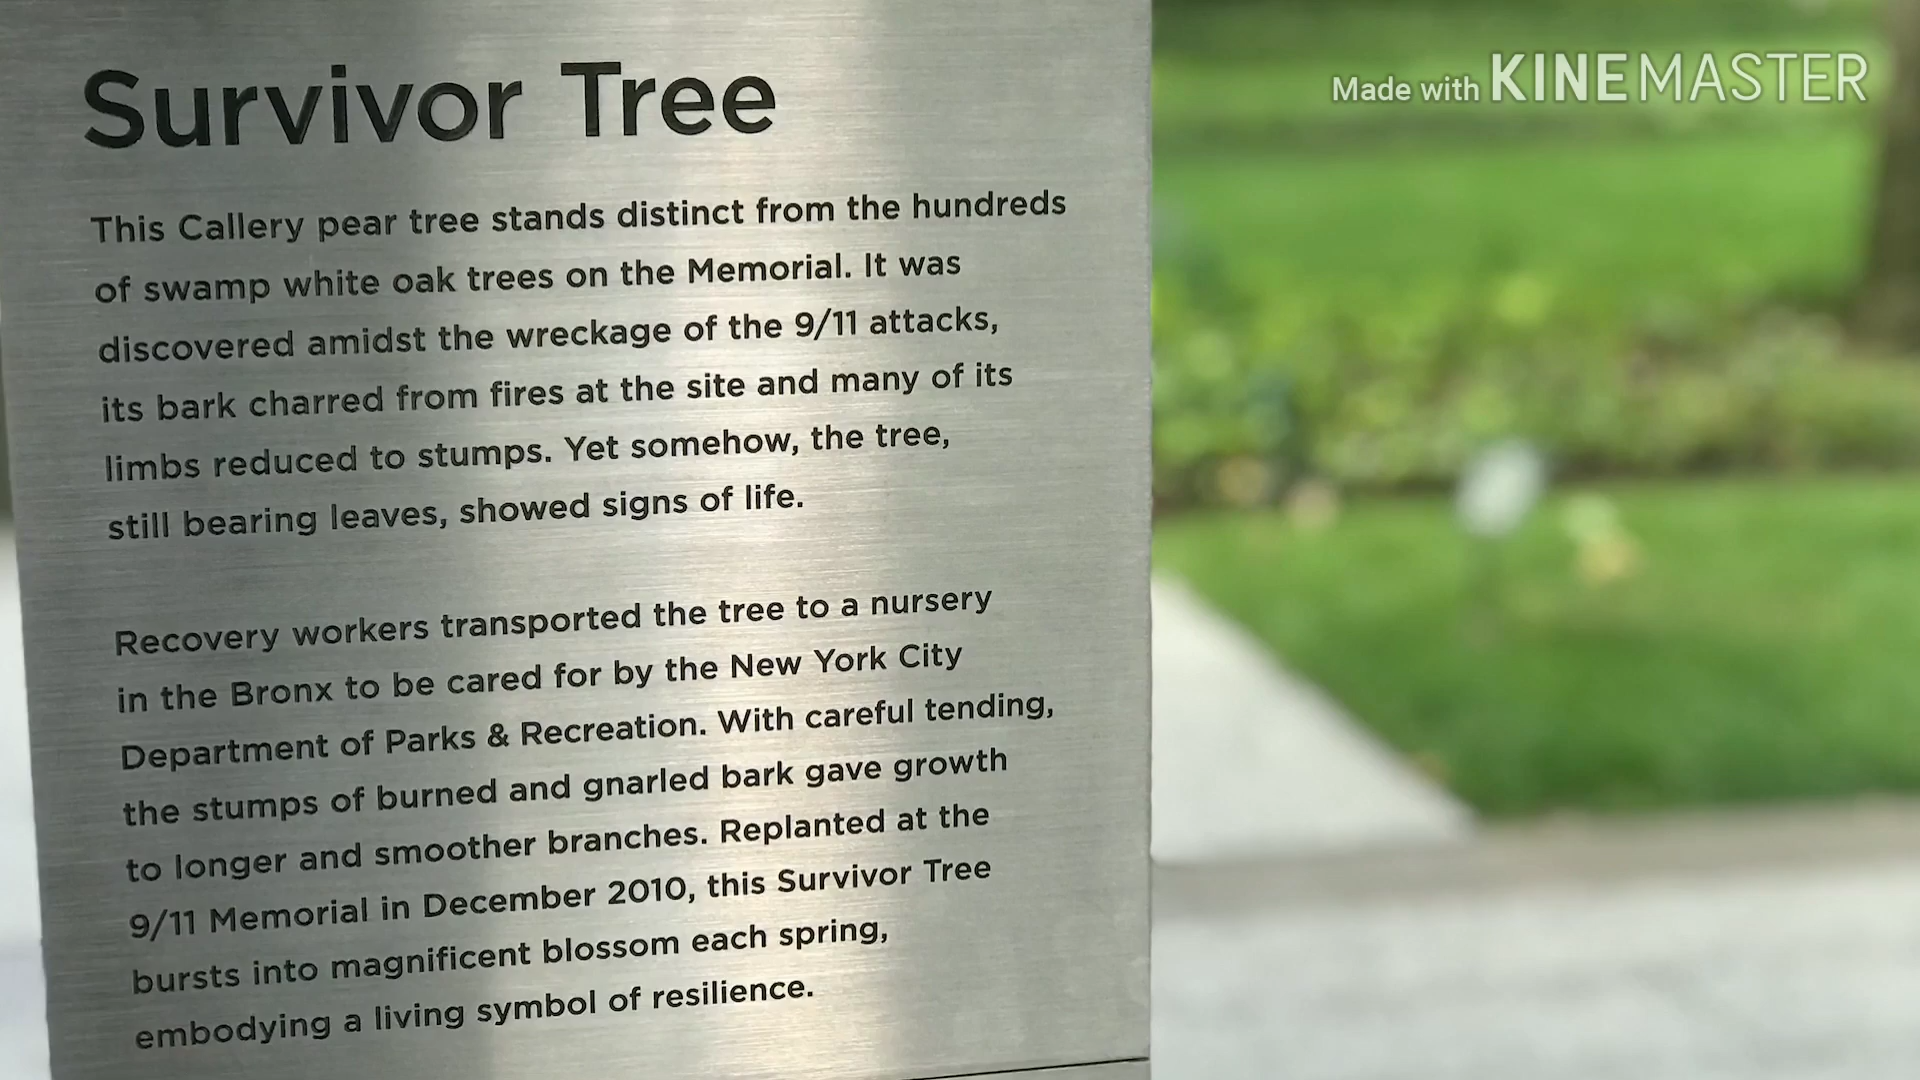 Survivor Tree
Made with KINEMASTER
This Callery pear tree stands distinct from the hundreds
of swamp white oak trees on the Memorial. It was
discovered amidst the wreckage of the 9/11 attacks,
its bark charred from fires at the site and many of its
limbs reduced to stumps. Yet somehow, the tree,
still bearing leaves, showed signs of life.
Recovery workers transported the tree to a nursery
in the Bronx to be cared for by the New York City
Department of Parks & Recreation. With careful tending,
the stumps of burned and gnarled bark gave growth
to longer and smoother branches. Replanted at the
9/11 Memorial in December 2010, this Survivor Tree
bursts into magnificent blossom each spring,
embodying a living symbol of resilience.